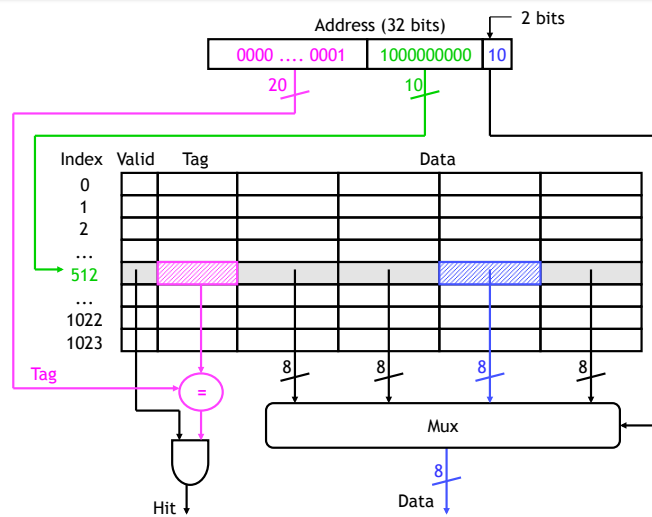 Address (32 bits)
2 bits
0000 .... 0001
1000000000
10
20
10
Index
Valid
Tag
Data
0
1
2
...
512
...
1022
1023
8
8
8
8
Tag
=
Mux
8
Hit
Data